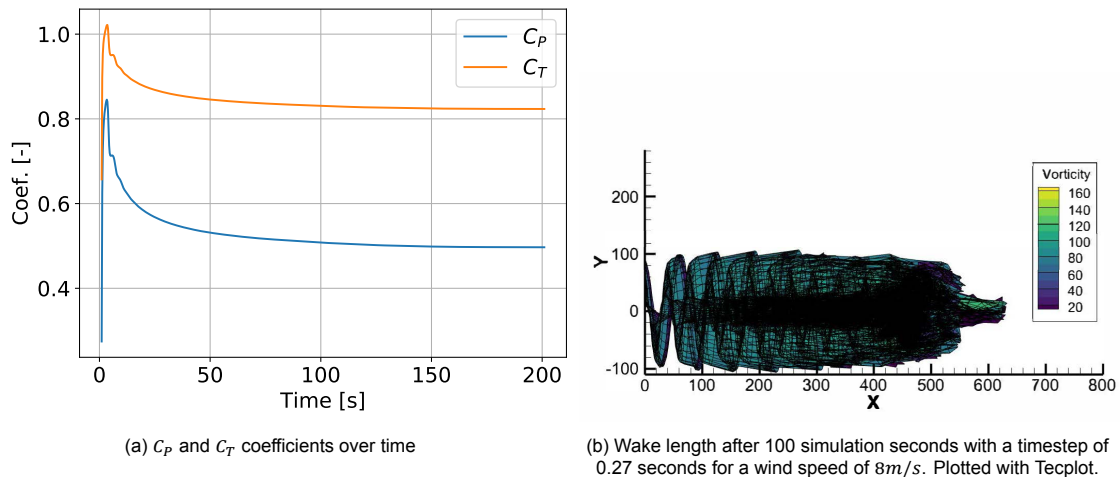 1.0
0.8
0.6
0.4
Coef. [-]
C_P
C_T
0 50 100 150 200
Time [s]
(a) C_P and C_T coefficients over time
200
100
0
-100
Y
0 100 200 300 400 500 600 700 800
X
Vorticity
160
140
120
100
80
60
40
20
(b) Wake length after 100 simulation seconds with a timestep of
0.27 seconds for a wind speed of 8m/s. Plotted with Tecplot.